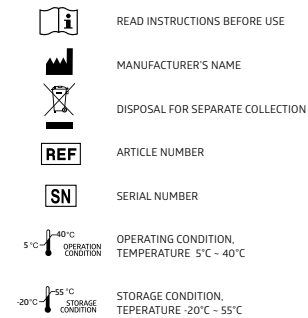 READ INSTRUCTIONS BEFORE USE
MANUFACTURER'S NAME
DISPOSAL FOR SEPARATE COLLECTION
REF ARTICLE NUMBER
SN SERIAL NUMBER
40°C
5°C OPERATION CONDITION
OPERATING CONDITION,
TEMPERATURE 5°C ~ 40°C
55 °C
-20°C STORAGE CONDITION
STORAGE CONDITION,
TEPERATURE -20°C ~ 55°C